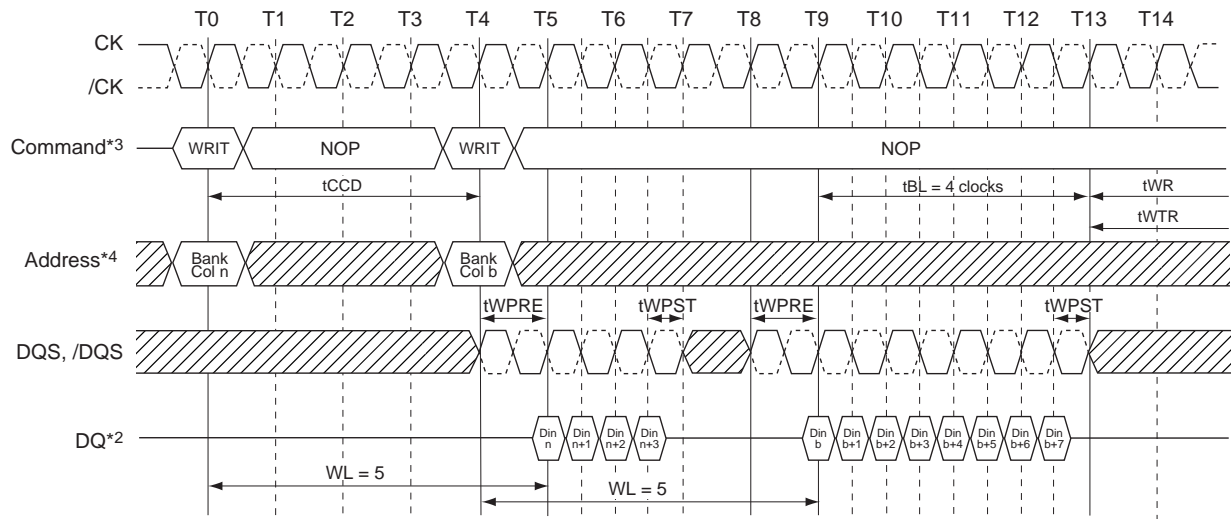 T0 T1 T2 T3 T4 T5 T6 T7 T8 T9 T10 T11 T12 T13 T14
CK
/CK
Command*3 WRIT NOP WRIT NOP
tCCD tBL = 4 clocks tWR
tWTR
Address*4 Bank Col n Bank Col b
tWPRE tWPST tWPRE tWPST
DQS, /DQS
DQ*2 Din n Din n+1 Din n+2 Din n+3 Din b Din b+1 Din b+2 Din b+3 Din b+4 Din b+5 Din b+6 Din b+7
WL = 5 WL = 5